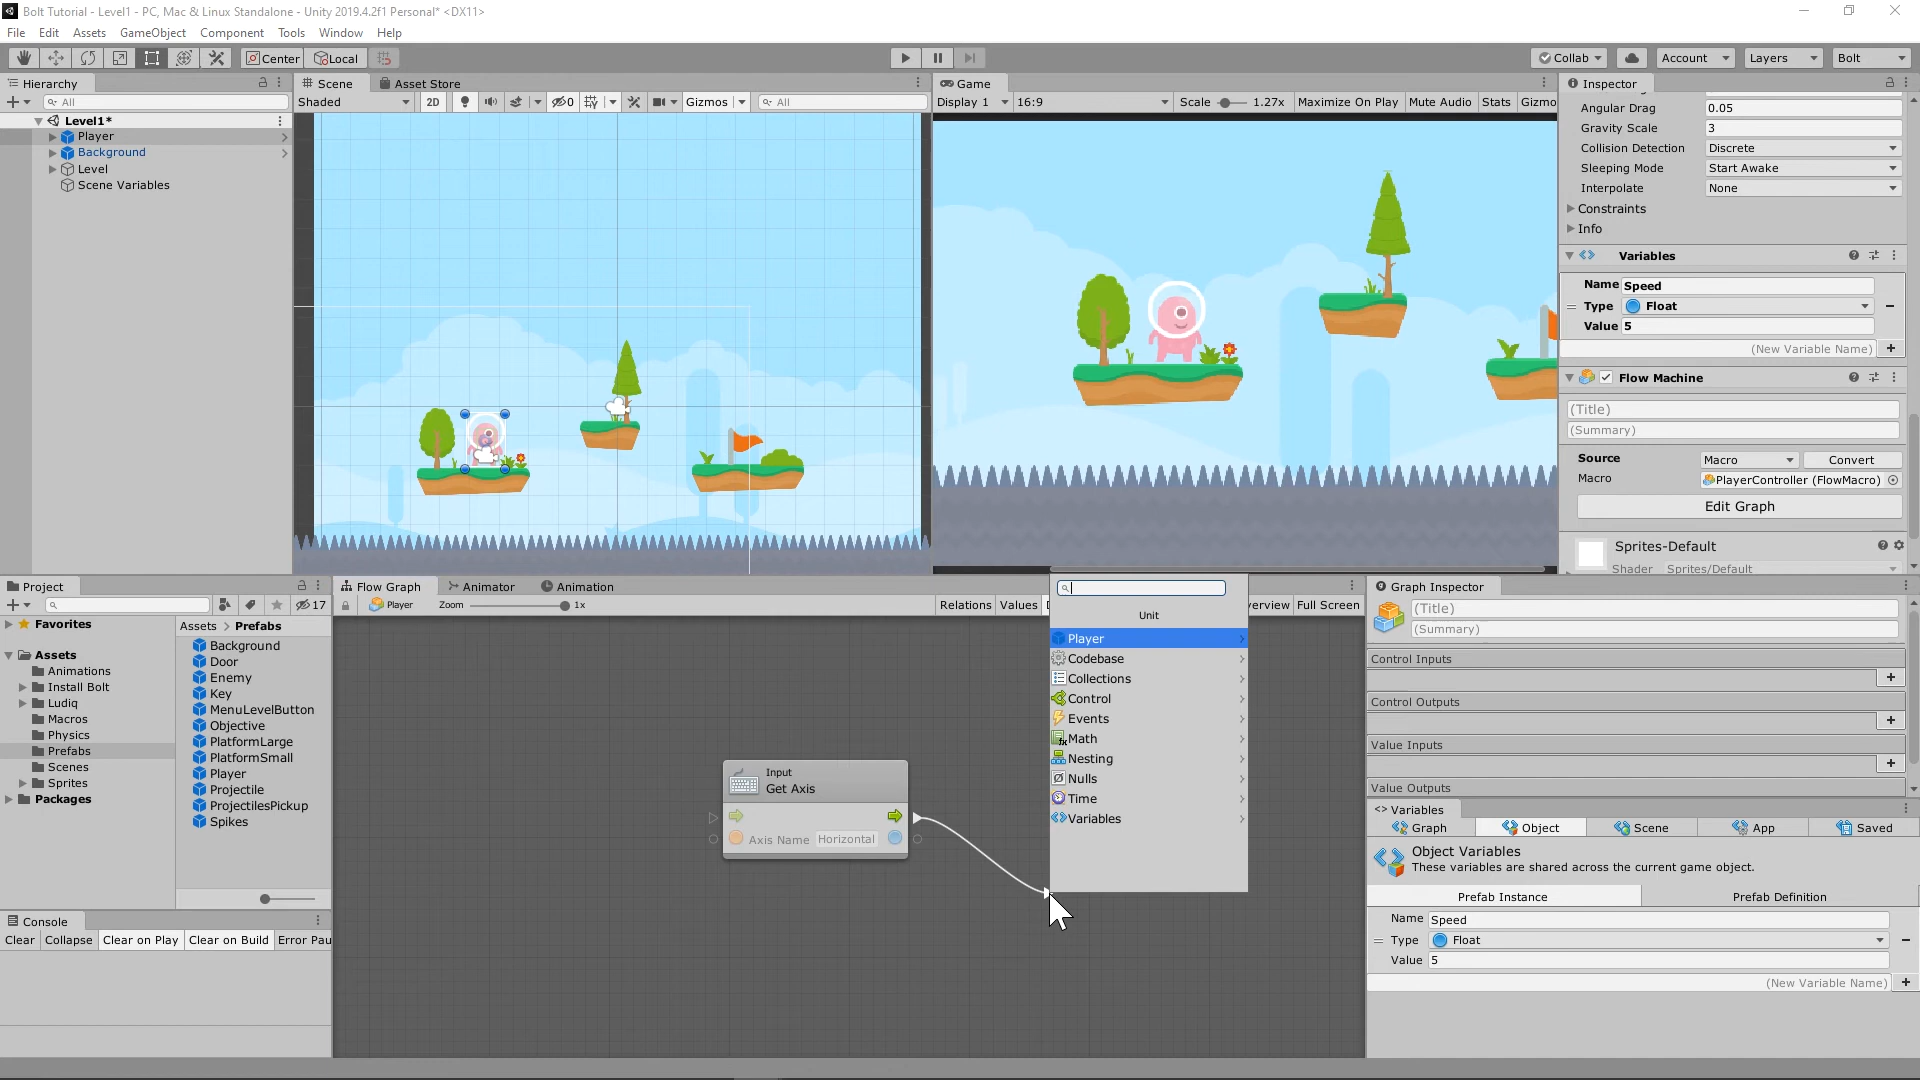 Bolt Tutorial - Level1 - PC, Mac & Linux Standalone - Unity 2019.4.2f1 Personal* <DX11>
File Edit Assets GameObject Component Tools Window Help
Center Local Collab Account Layers Bolt
Hierarchy
All
Level1*
Player
Background
Level
Scene Variables
Scene Asset Store
Shaded 2D 0 Gizmos All
Game
Display 1 16:9 Scale 1.27x Maximize On Play Mute Audio Stats Gizmo
Inspector
Angular Drag 0.05
Gravity Scale 3
Collision Detection Discrete
Sleeping Mode Start Awake
Interpolate None
Constraints
Info
Variables
Name Speed
Type Float
Value 5
(New Variable Name)
Flow Machine
(Title)
(Summary)
Source Macro Convert
Macro PlayerController (FlowMacro)
Edit Graph
Sprites-Default
Shader Sprites/Default
Project
17
Favorites
Assets
Animations
Install Bolt
Ludiq
Macros
Physics
Prefabs
Scenes
Sprites
Packages
Assets > Prefabs
Background
Door
Enemy
Key
MenuLevelButton
Objective
PlatformLarge
PlatformSmall
Player
Projectile
ProjectilesPickup
Spikes
Console
Clear Collapse Clear on Play Clear on Build Error Pau
Flow Graph Animator Animation
Player Zoom 1x Relations Values verview Full Screen
Input
Get Axis
Axis Name Horizontal
Unit
Player
Codebase
Collections
Control
Events
Math
Nesting
Nulls
Time
Variables
Graph Inspector
(Title)
(Summary)
Control Inputs
Control Outputs
Value Inputs
Value Outputs
Variables
Graph Object Scene App Saved
Object Variables
These variables are shared across the current game object.
Prefab Instance Prefab Definition
Name Speed
Type Float
Value 5
(New Variable Name)